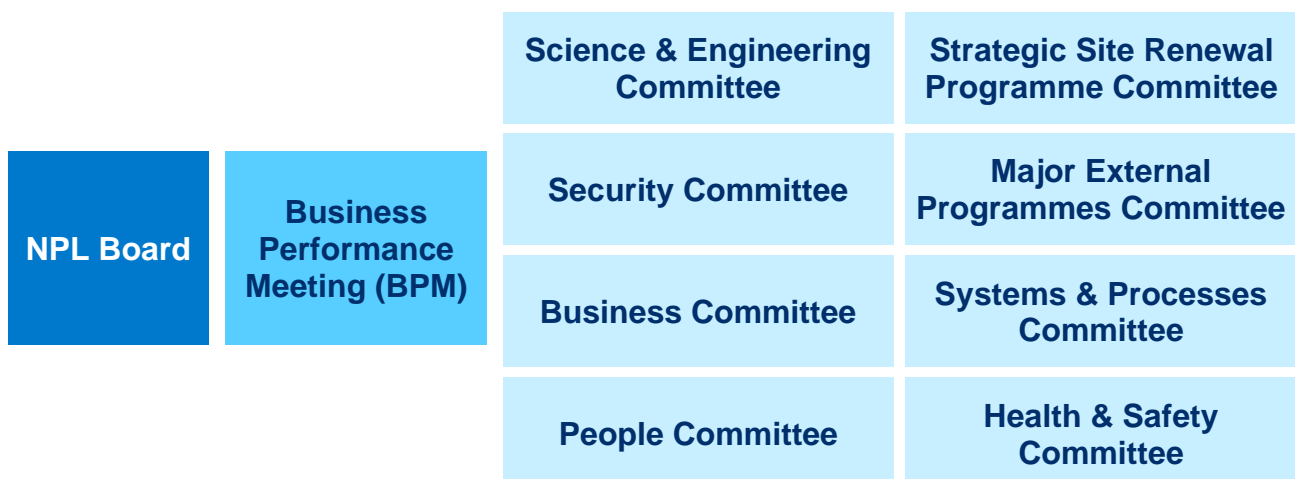 NPL Board
Business
Performance
Meeting (BPM)
Science & Engineering
Committee
Strategic Site Renewal
Programme Committee
Security Committee
Major External
Programmes Committee
Business Committee
Systems & Processes
Committee
People Committee
Health & Safety
Committee